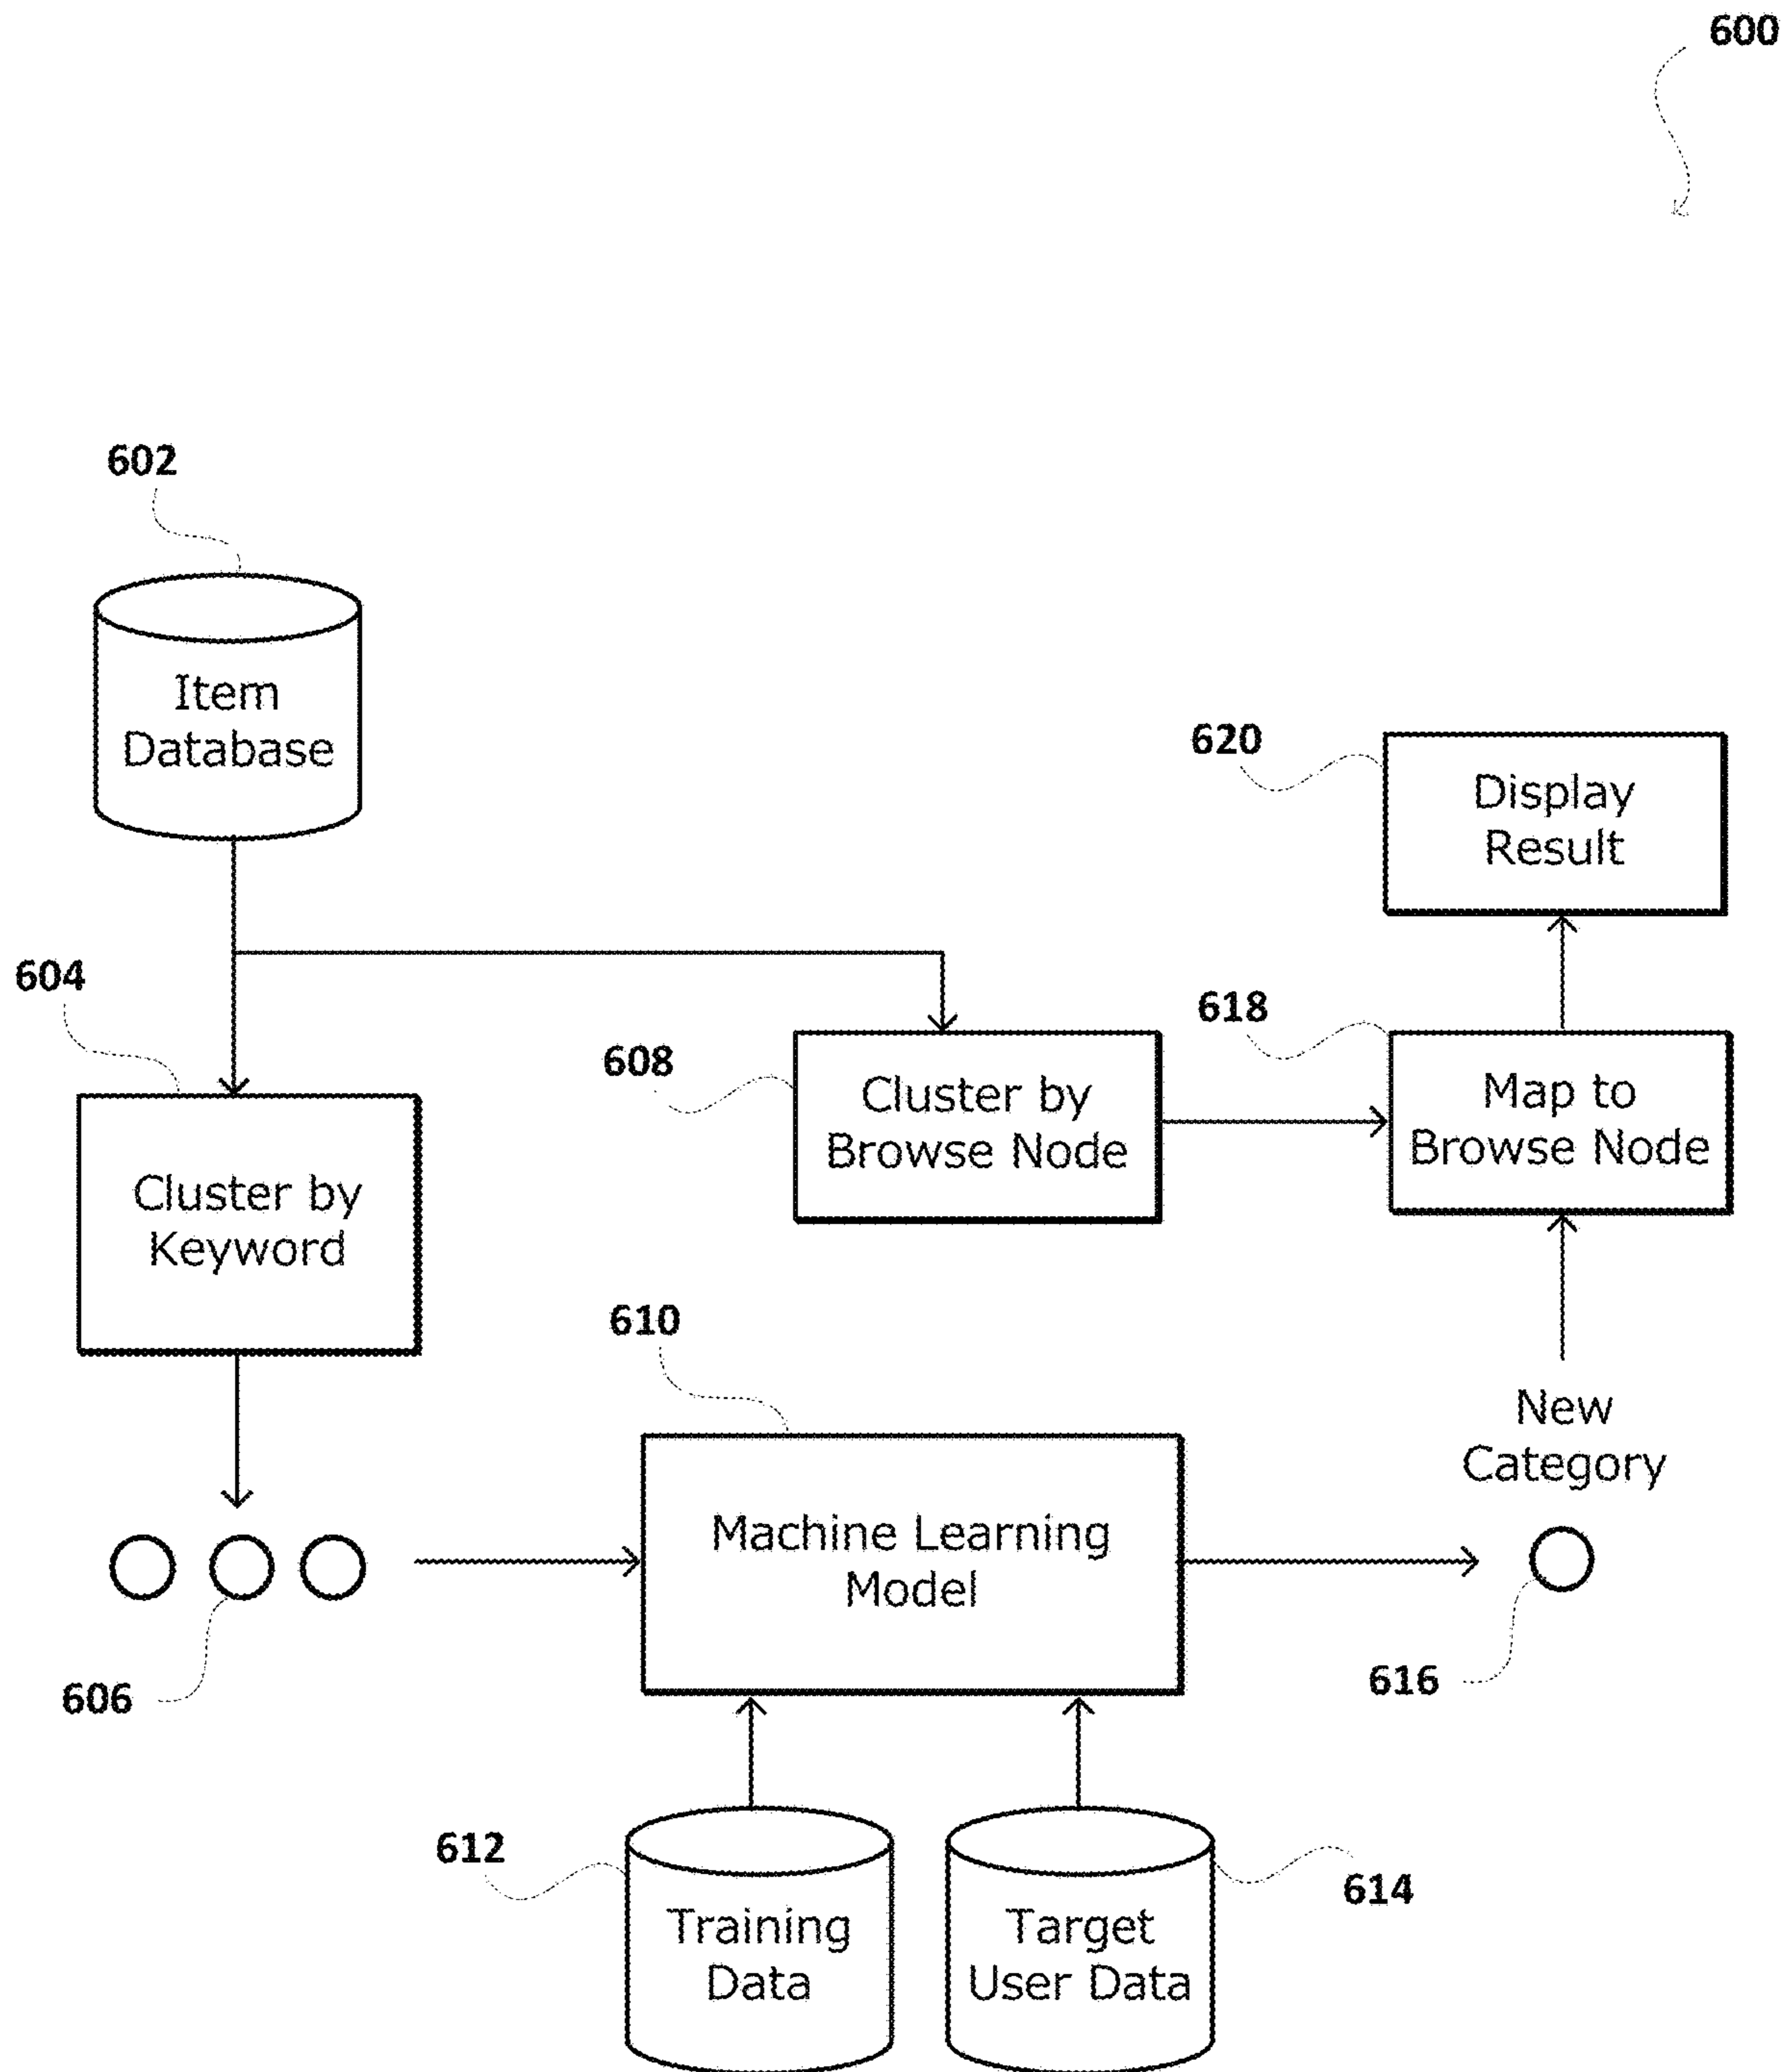 600
602
Item
Database
620
Display
Result
604
608
Cluster by
Browse Node
618
Map to
Browse Node
Cluster by
Keyword
610
Machine Learning
Model
New
Category
606
616
612
Training
Data
614
Target
User Data